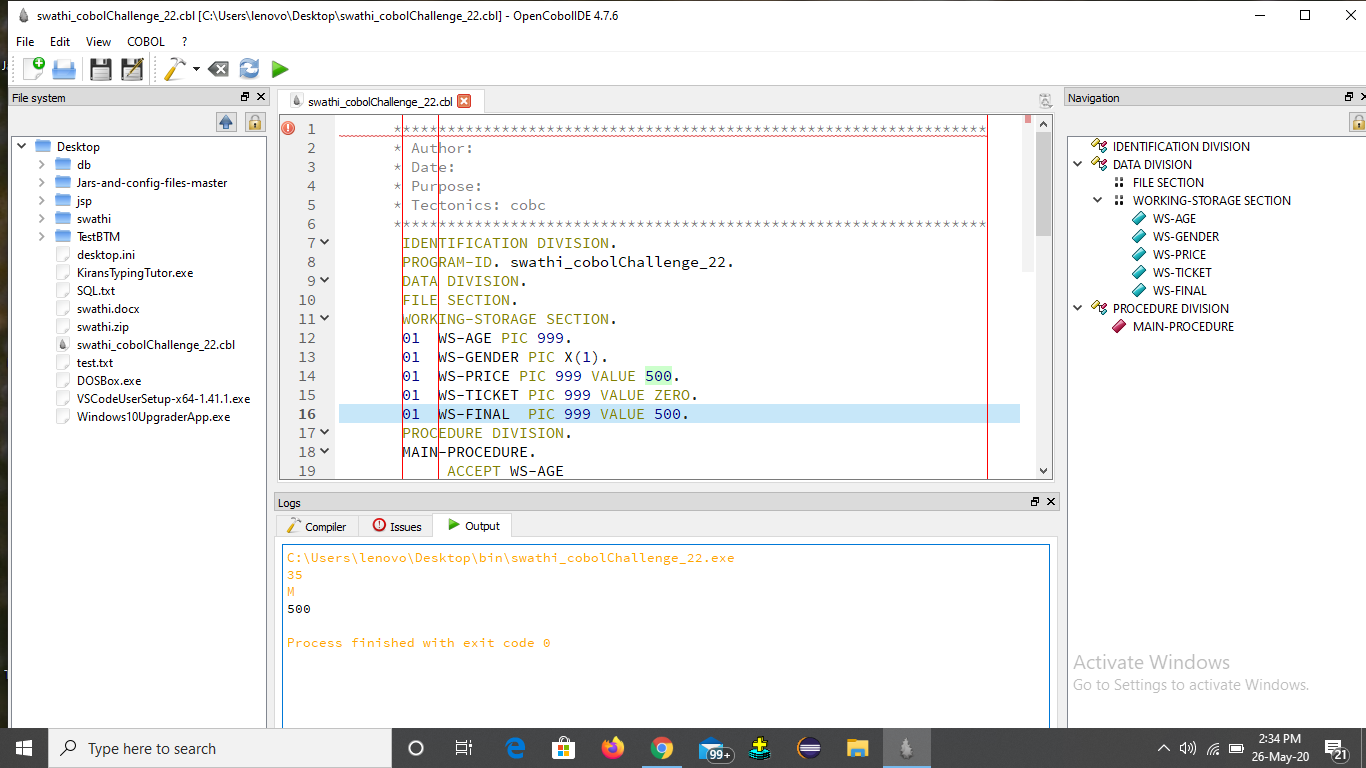 swathi_cobolChallenge_22.cbl [C:\Users\lenovo\Desktop\swathi_cobolChallenge_22.cbl] - OpenCobolIDE 4.7.6
File Edit View COBOL ?
File system
Desktop
db
Jars-and-config-files-master
jsp
swathi
TestBTM
desktop.ini
KiransTypingTutor.exe
SQL.txt
swathi.docx
swathi.zip
swathi_cobolChallenge_22.cbl
test.txt
DOSBox.exe
VSCodeUserSetup-x64-1.41.1.exe
Windows10UpgraderApp.exe
swathi_cobolChallenge_22.cbl
1 ******************************************************************
2 * Author:
3 * Date:
4 * Purpose:
5 * Tectonics: cobc
6 ******************************************************************
7 IDENTIFICATION DIVISION.
8 PROGRAM-ID. swathi_cobolChallenge_22.
9 DATA DIVISION.
10 FILE SECTION.
11 WORKING-STORAGE SECTION.
12 01 WS-AGE PIC 999.
13 01 WS-GENDER PIC X(1).
14 01 WS-PRICE PIC 999 VALUE 500.
15 01 WS-TICKET PIC 999 VALUE ZERO.
16 01 WS-FINAL PIC 999 VALUE 500.
17 PROCEDURE DIVISION.
18 MAIN-PROCEDURE.
19 ACCEPT WS-AGE
Logs
Compiler Issues Output
C:\Users\lenovo\Desktop\bin\swathi_cobolChallenge_22.exe
35
M
500
Process finished with exit code 0
Navigation
IDENTIFICATION DIVISION
DATA DIVISION
FILE SECTION
WORKING-STORAGE SECTION
WS-AGE
WS-GENDER
WS-PRICE
WS-TICKET
WS-FINAL
PROCEDURE DIVISION
MAIN-PROCEDURE
Activate Windows
Go to Settings to activate Windows.
Type here to search
99+
2:34 PM
26-May-20
21